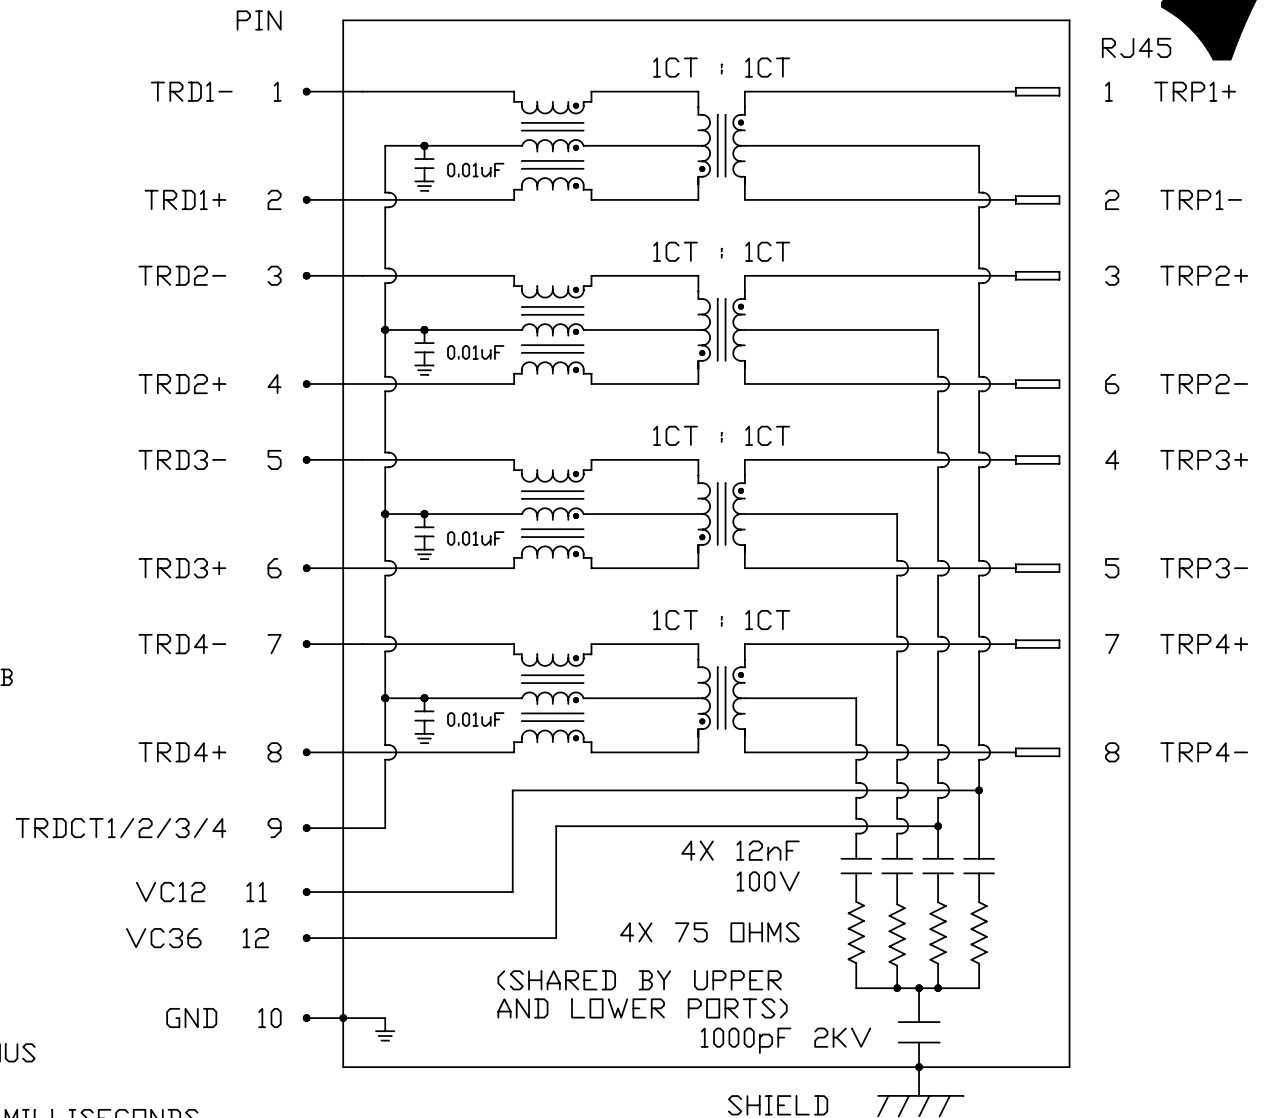 PIN
RJ45
1CT : 1CT
TRD1- 1
1 TRP1+
0.01uF
TRD1+ 2
2 TRP1-
1CT : 1CT
TRD2- 3
3 TRP2+
0.01uF
TRD2+ 4
6 TRP2-
1CT : 1CT
TRD3- 5
4 TRP3+
0.01uF
TRD3+ 6
5 TRP3-
1CT : 1CT
TRD4- 7
7 TRP4+
B
0.01uF
TRD4+ 8
8 TRP4-
TRDCT1/2/3/4 9
4X 12nF
100V
VC12 11
4X 75 OHMS
VC36 12
(SHARED BY UPPER
AND LOWER PORTS)
GND 10
1000pF 2KV
US
SHIELD
MILLISECONDS